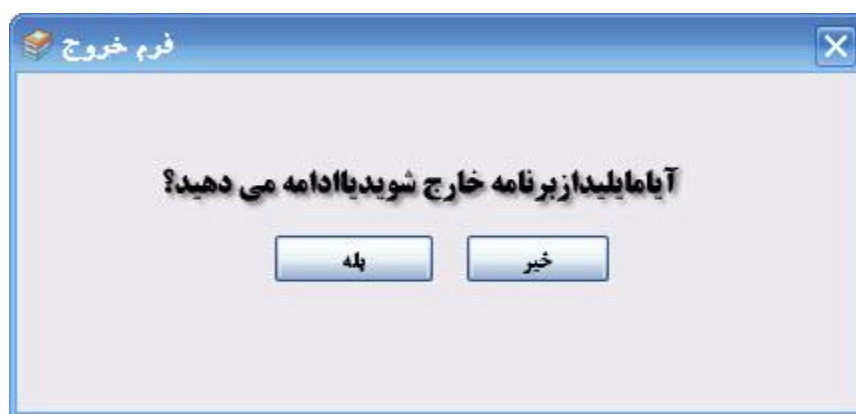 فرم خروج
آیامایلیدازبرنامه خارج شویدیاادامه می دهید؟
خیر
بله